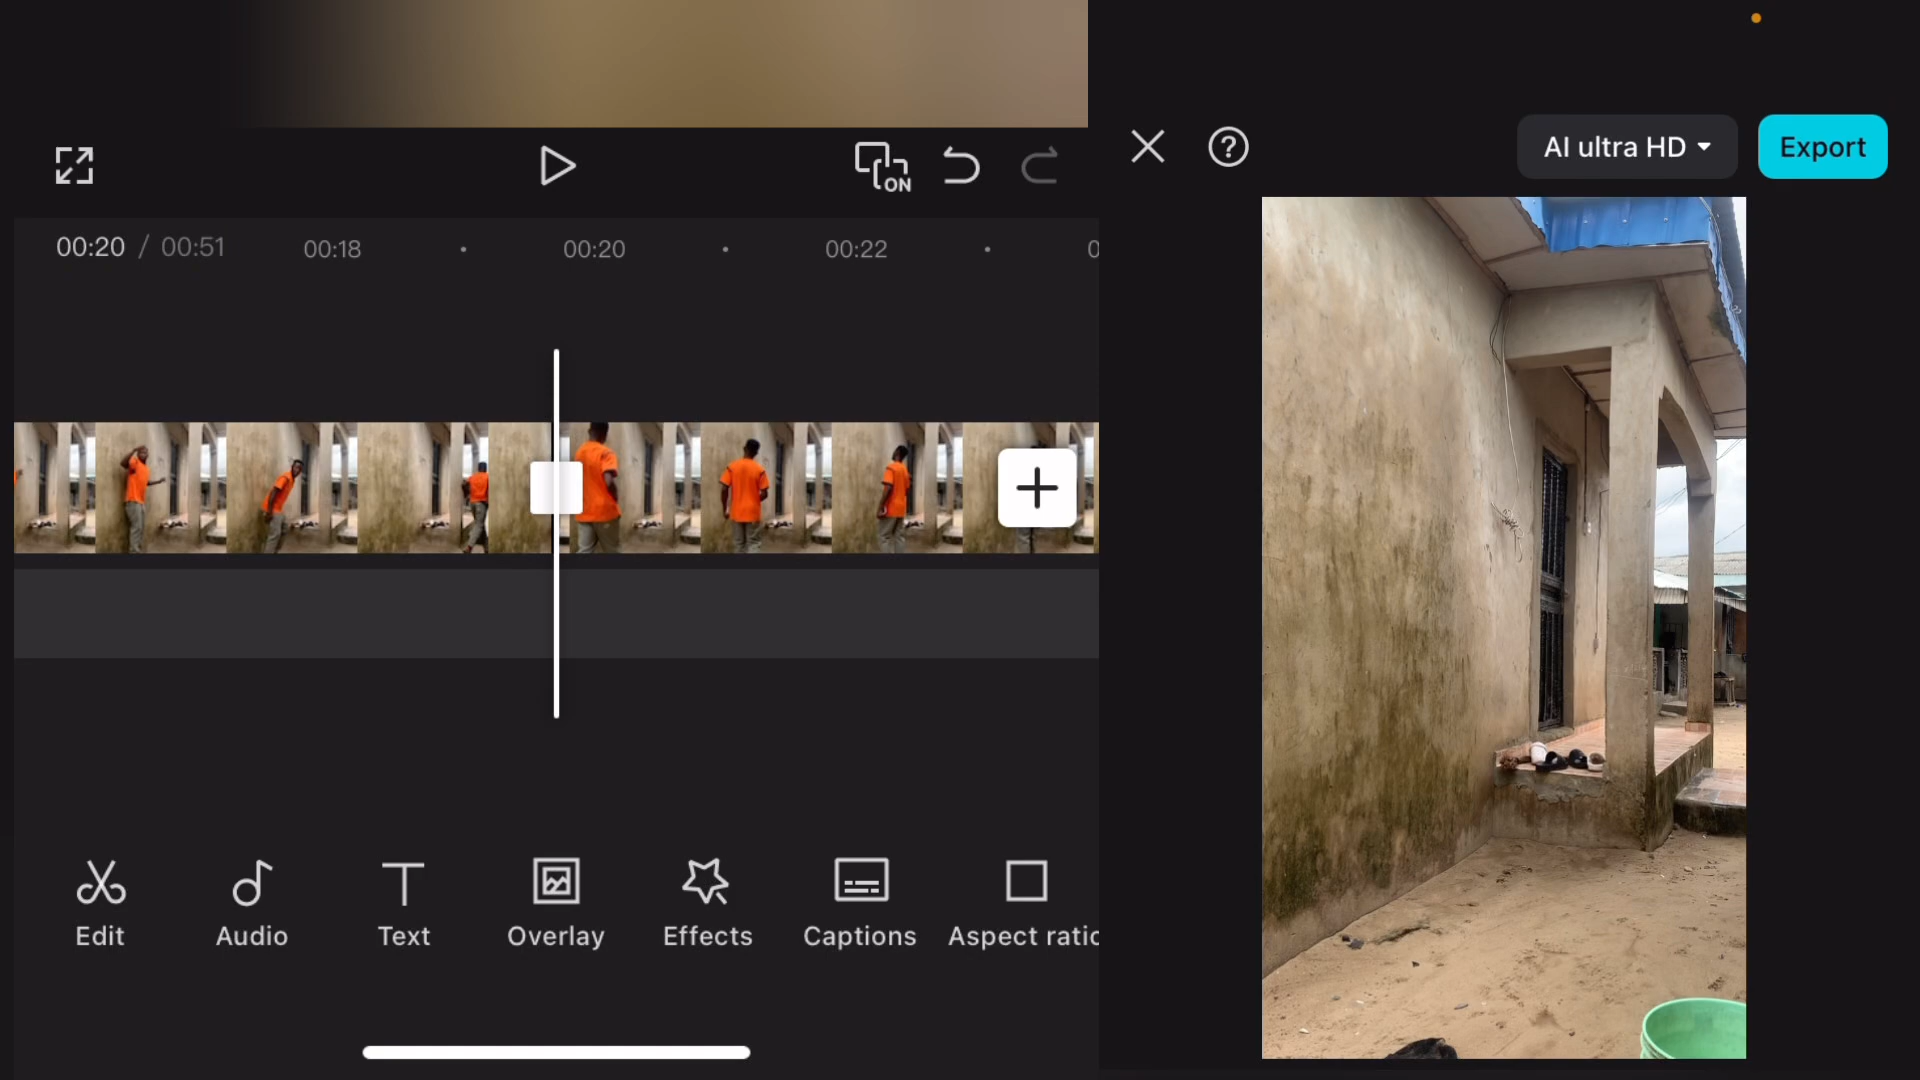 ON
00:20 / 00:51 00:18 00:20 00:22
Edit Audio Text Overlay Effects Captions Aspect ratio
? AI ultra HD Export